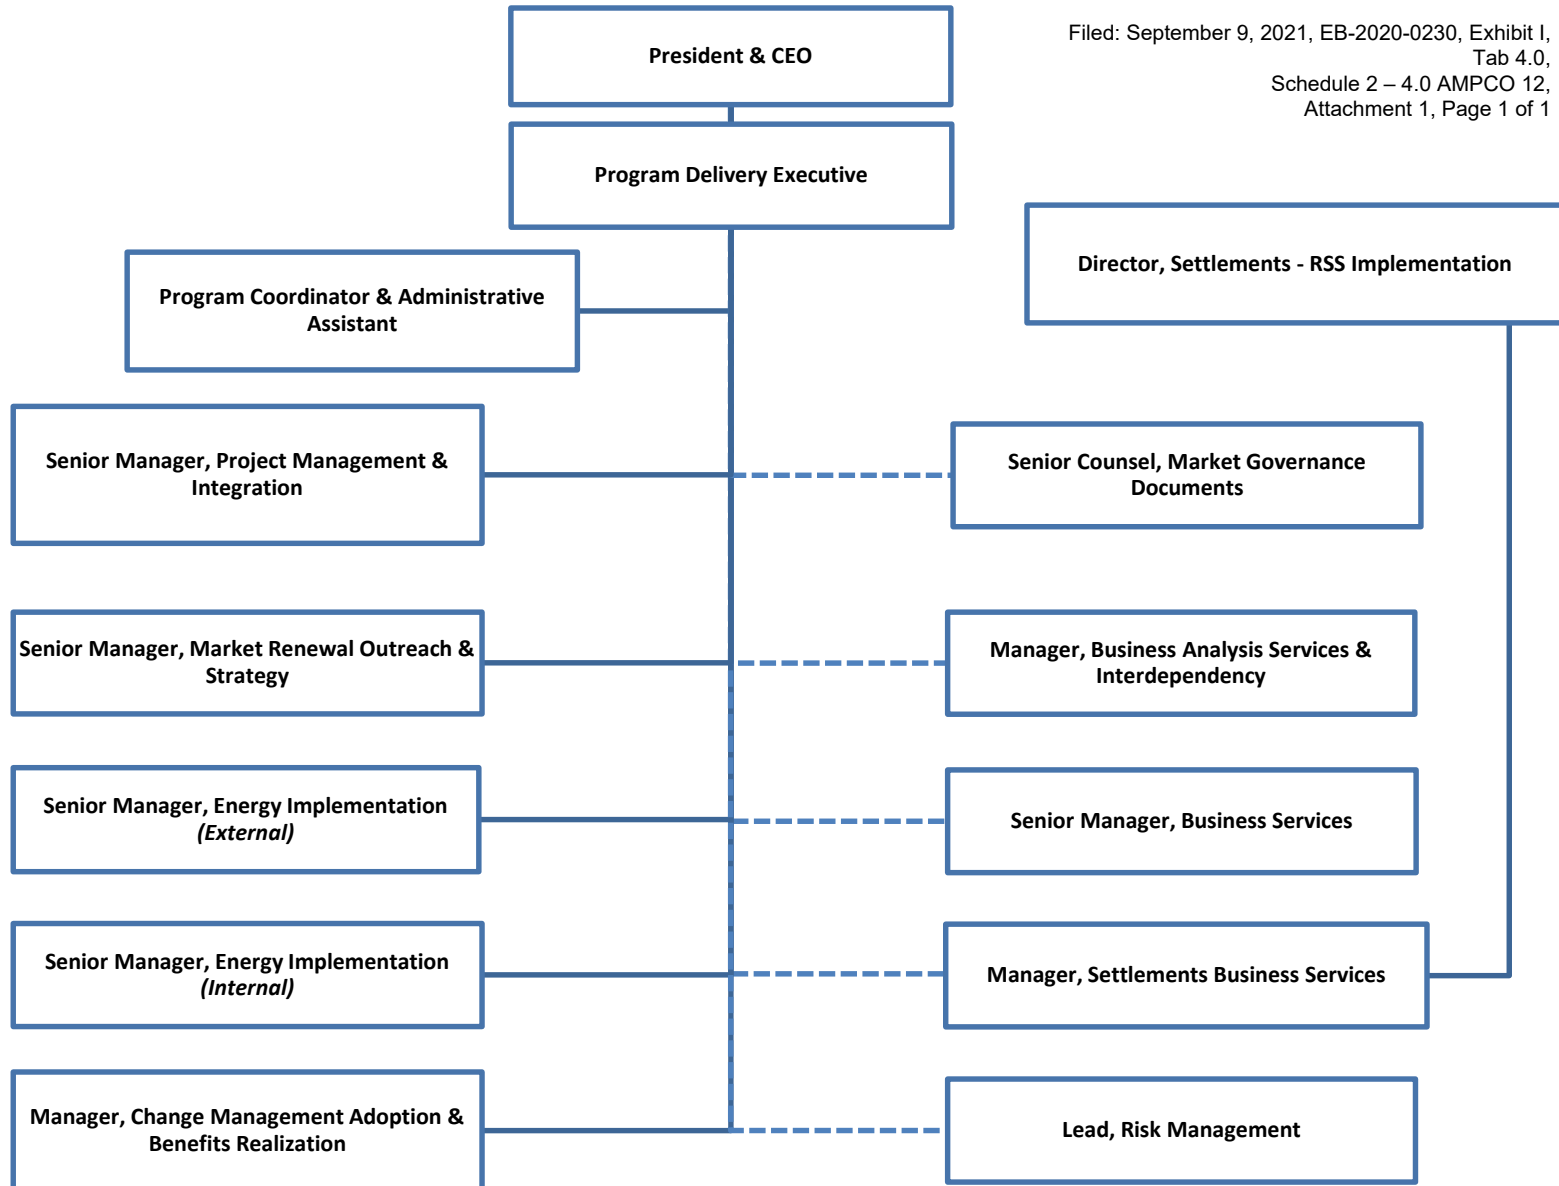 Filed: September 9, 2021, EB-2020-0230, Exhibit I,
Tab 4.0,
Schedule 2 – 4.0 AMPCO 12,
Attachment 1, Page 1 of 1
President & CEO
Program Delivery Executive
Director, Settlements - RSS Implementation
Program Coordinator & Administrative
Assistant
Senior Manager, Project Management &
Integration
Senior Counsel, Market Governance
Documents
Senior Manager, Market Renewal Outreach &
Strategy
Manager, Business Analysis Services &
Interdependency
Senior Manager, Energy Implementation
(External)
Senior Manager, Business Services
Senior Manager, Energy Implementation
(Internal)
Manager, Settlements Business Services
Manager, Change Management Adoption &
Benefits Realization
Lead, Risk Management